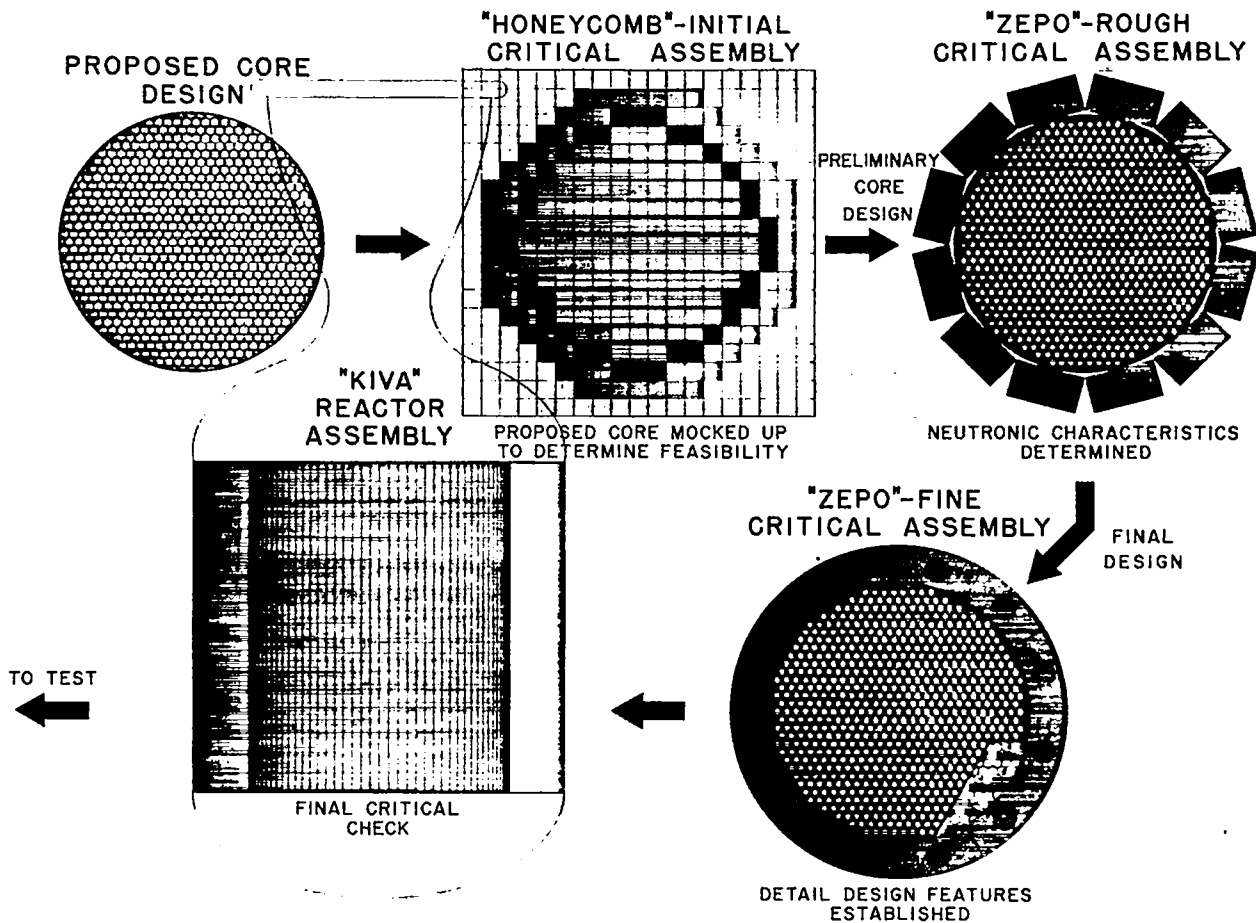 PROPOSED CORE
DESIGN
"HONEYCOMB"-INITIAL
CRITICAL ASSEMBLY
PROPOSED CORE MOCKED UP
TO DETERMINE FEASIBILITY
PRELIMINARY
CORE
DESIGN
"ZEPO"-ROUGH
CRITICAL ASSEMBLY
NEUTRONIC CHARACTERISTICS
DETERMINED
FINAL
DESIGN
"ZEPO"-FINE
CRITICAL ASSEMBLY
DETAIL DESIGN FEATURES
ESTABLISHED
"KIVA"
REACTOR
ASSEMBLY
FINAL CRITICAL
CHECK
TO TEST